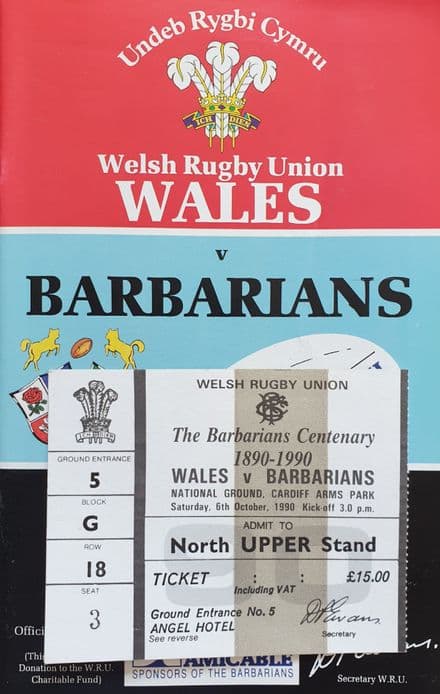 Undeb Rygbi Cymru
ICH DIEN
Welsh Rugby Union
WALES
v
BARBARIANS
WELSH RUGBY UNION
The Barbarians Centenary
1890-1990
WALES v BARBARIANS
NATIONAL GROUND, CARDIFF ARMS PARK
Saturday, 6th October, 1990 Kick-off 3.0 p.m.
ADMIT TO
North UPPER Stand
TICKET : : £15.00
Including VAT
Ground Entrance No. 5
ANGEL HOTEL
See reverse
Secretary
GROUND ENTRANCE
5
BLOCK
G
ROW
18
SEAT
3
Offici
(This
Donation to the W.R.U.
Charitable Fund)
AMICABLE
SPONSORS OF THE BARBARIANS
Secretary W.R.U.